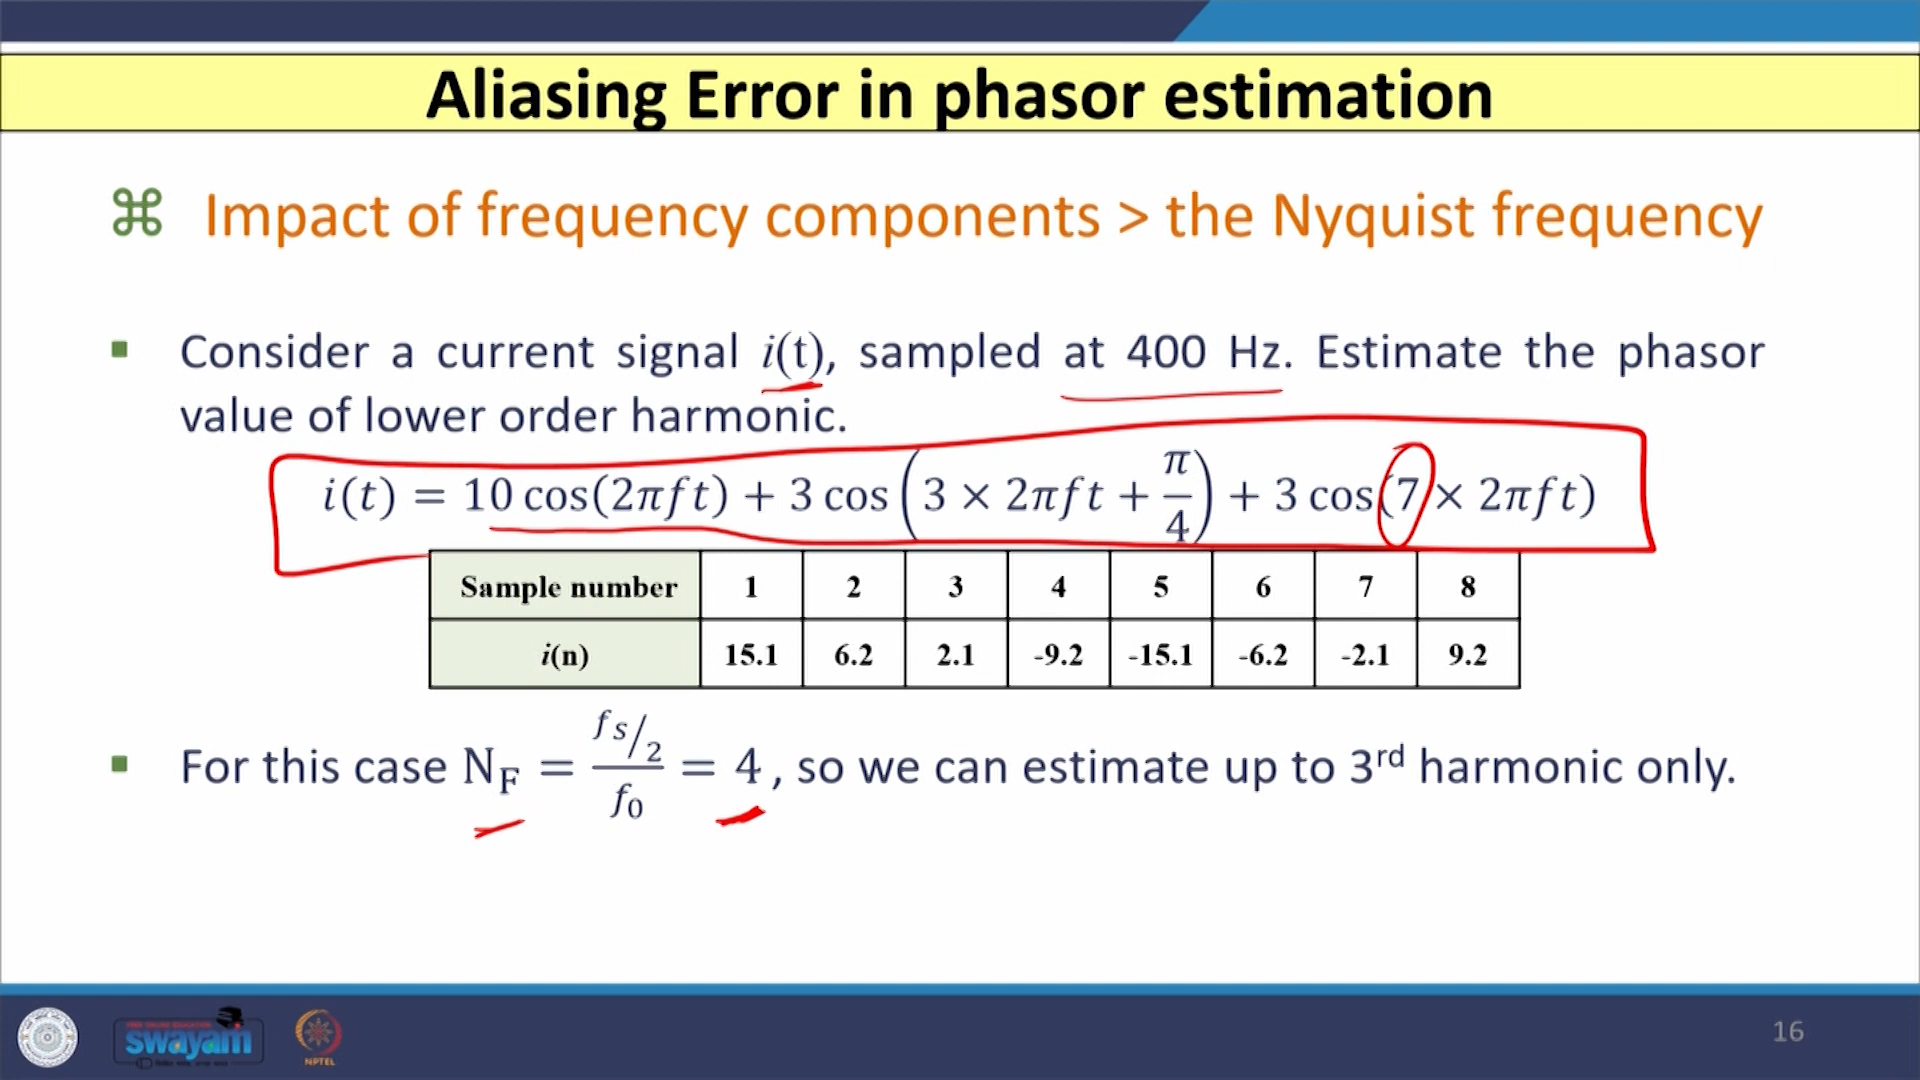 Aliasing Error in phasor estimation
⌘ Impact of frequency components > the Nyquist frequency
▪ Consider a current signal i(t), sampled at 400 Hz. Estimate the phasor
value of lower order harmonic.
i(t) = 10 cos(2πft) + 3 cos(3 × 2πft + π/4) + 3 cos(7 × 2πft)
Sample number 1 2 3 4 5 6 7 8
i(n) 15.1 6.2 2.1 -9.2 -15.1 -6.2 -2.1 9.2
▪ For this case N_F = (fs/2)/f₀ = 4 , so we can estimate up to 3rd harmonic only.
swayam
NPTEL
16